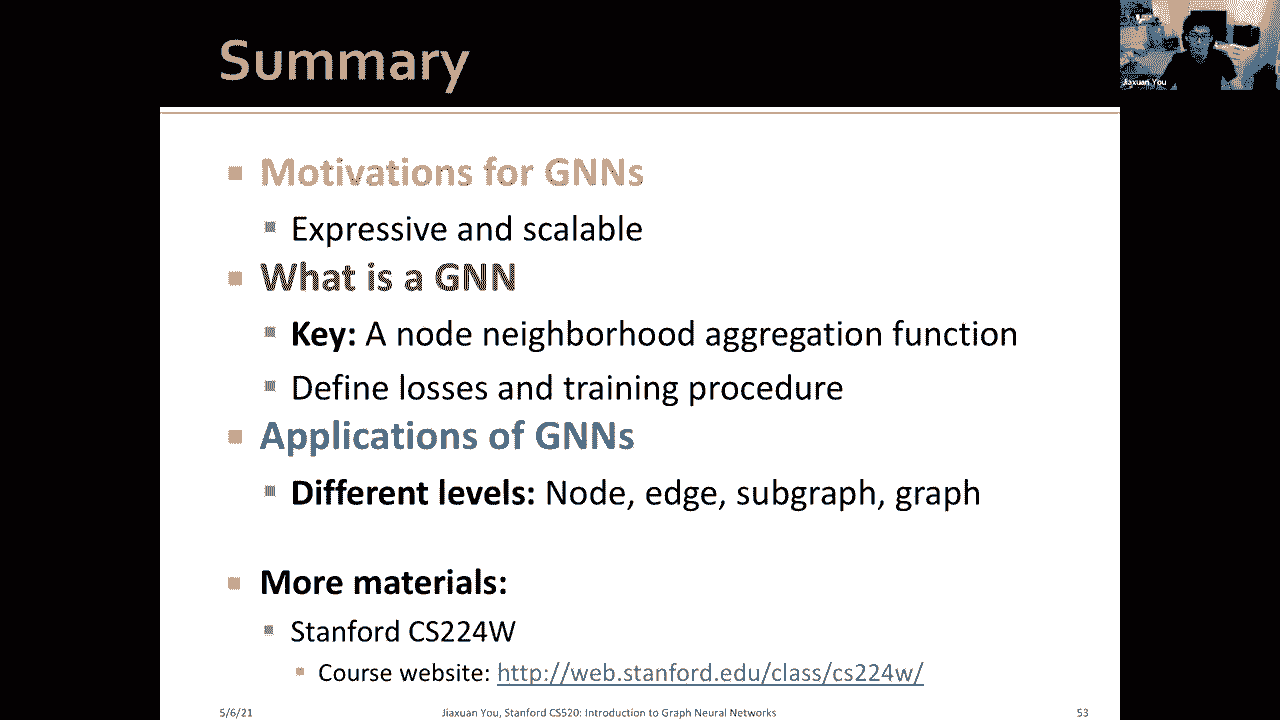 Summary
Jiaxuan You
Motivations for GNNs
Expressive and scalable
What is a GNN
Key: A node neighborhood aggregation function
Define losses and training procedure
Applications of GNNs
Different levels: Node, edge, subgraph, graph
More materials:
Stanford CS224W
Course website: http://web.stanford.edu/class/cs224w/
5/6/21 Jiaxuan You, Stanford CS520: Introduction to Graph Neural Networks 53